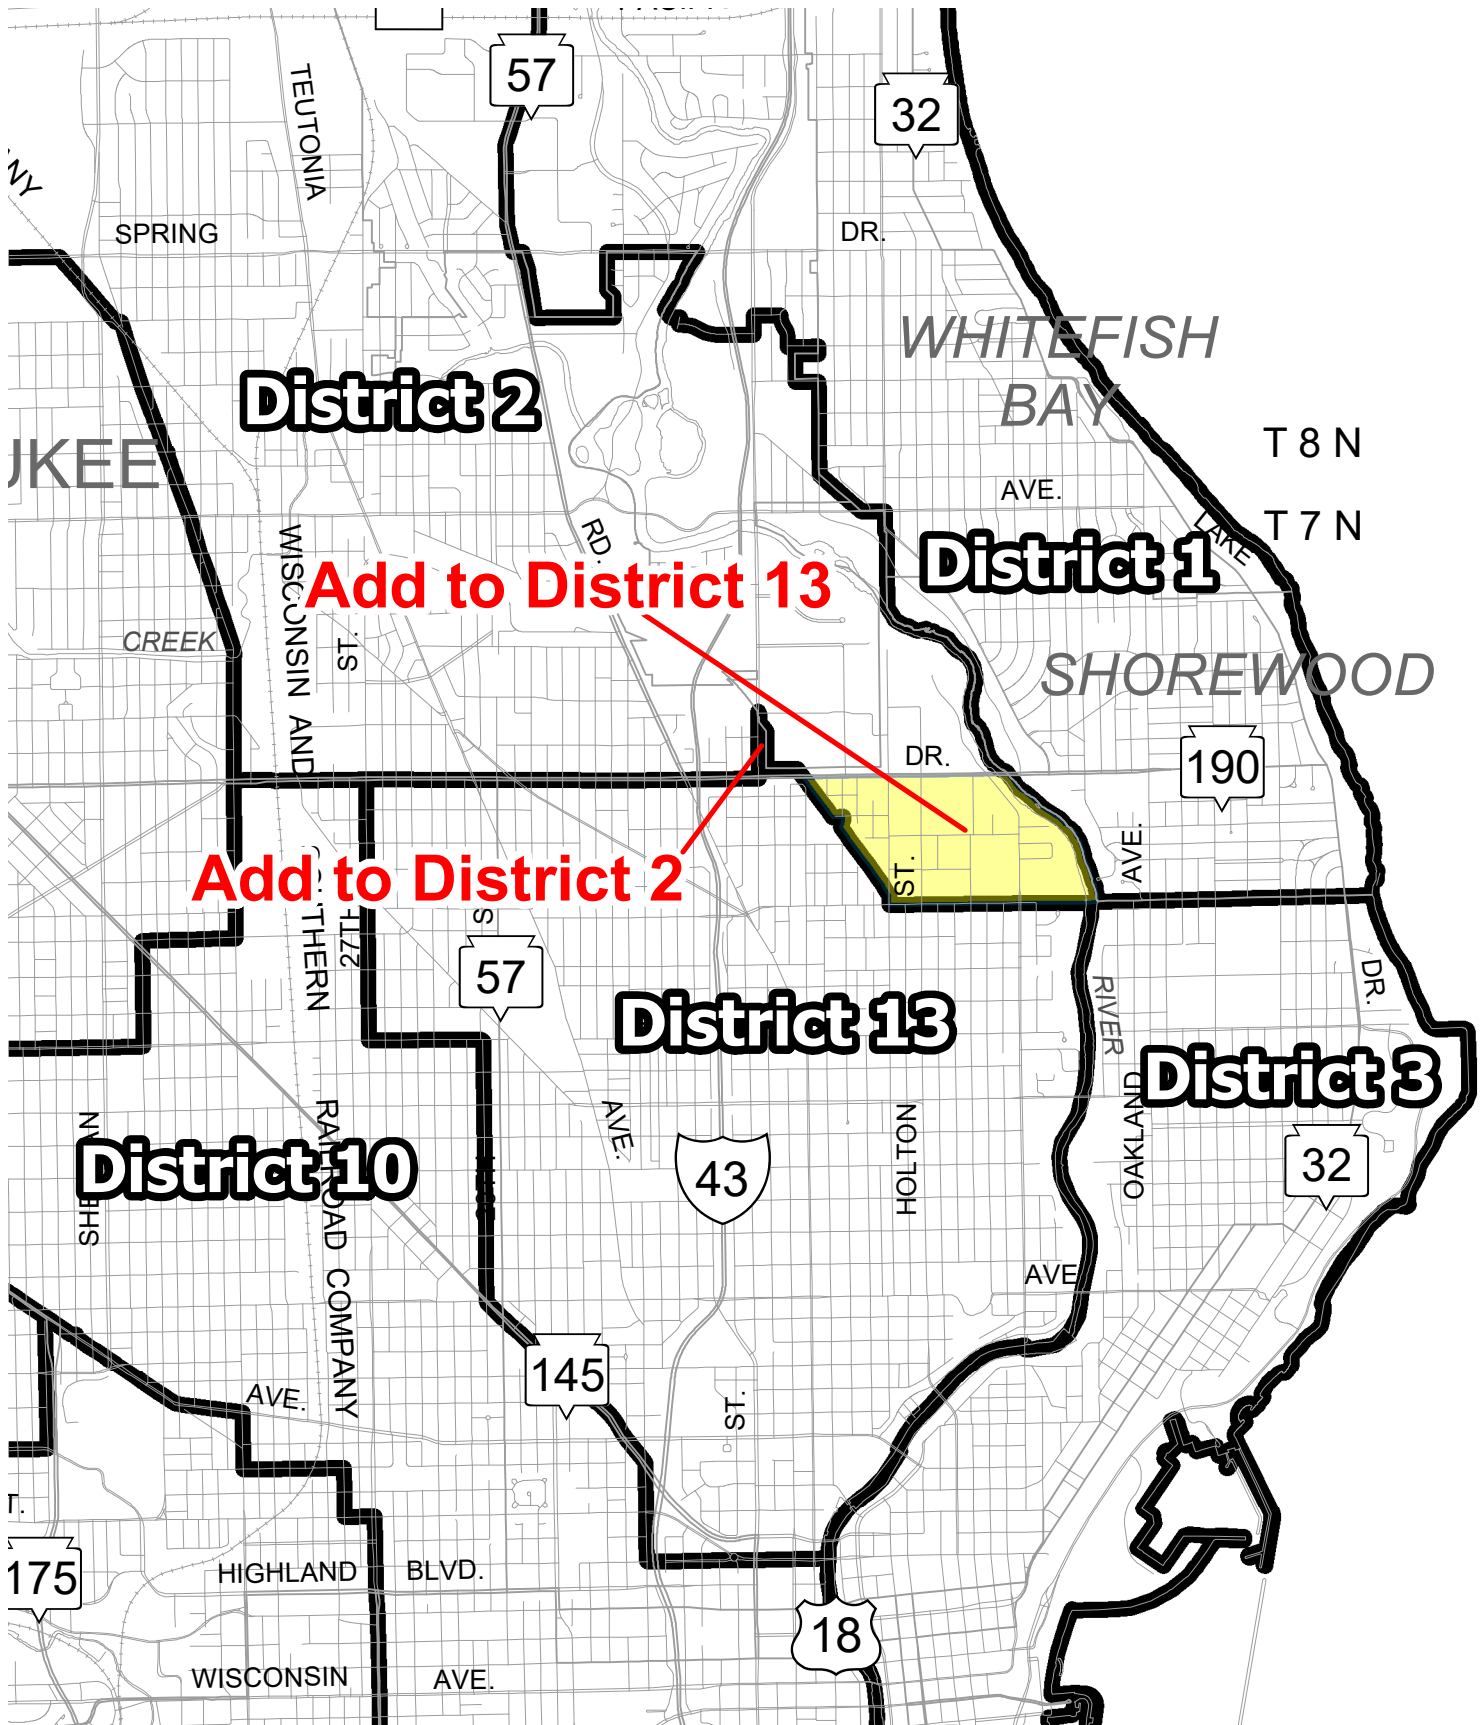 57
32
TEUTONIA
NY
SPRING
DR.
WHITEFISH
BAY
District 2
T 8 N
UKEE
AVE.
T 7 N
LAKE
RD.
WISCONSIN AND
District 1
Add to District 13
CREEK
ST.
SHOREWOOD
DR.
190
AVE.
Add to District 2
ST.
27TH
57
DR.
RIVER
District 13
District 3
OAKLAND
AVE.
HOLTON
RAILROAD COMPANY
District 10
43
32
AVE
145
AVE.
ST.
T.
HIGHLAND
BLVD.
175
18
WISCONSIN
AVE.